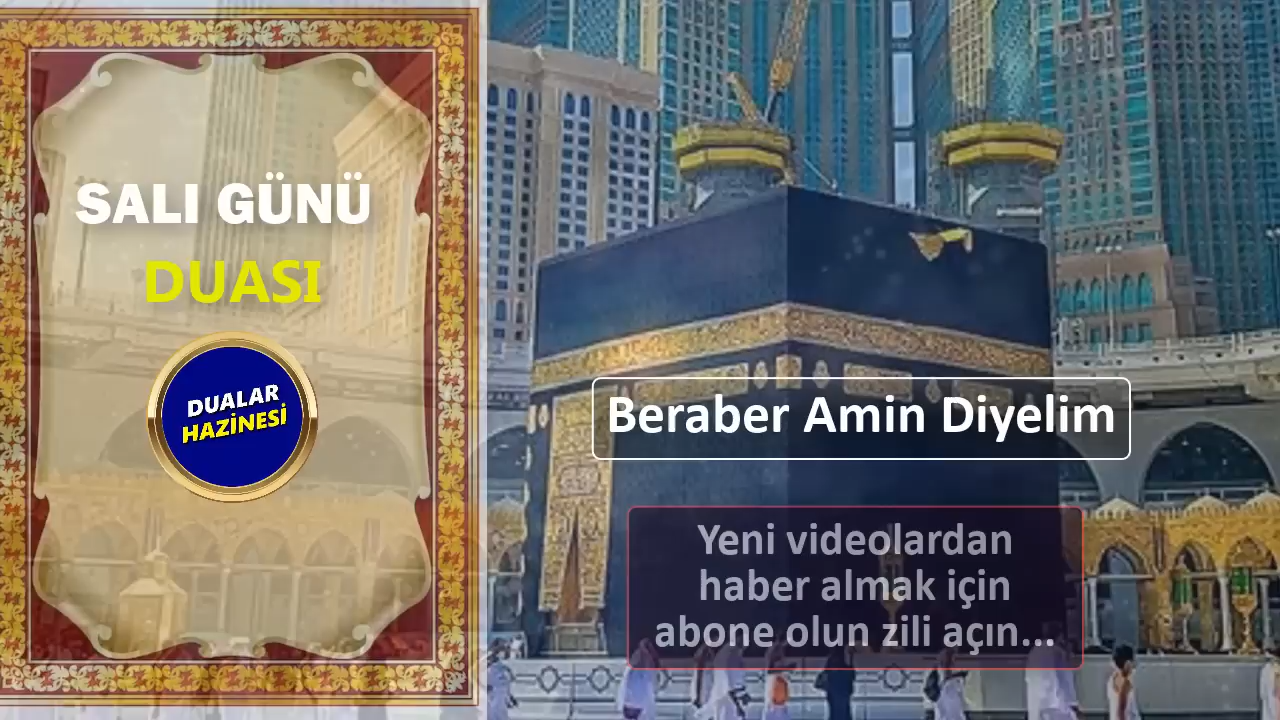 SALI GÜNÜ
DUASI
DUALAR
HAZİNESİ
Beraber Amin Diyelim
Yeni videolardan
haber almak için
abone olun zili açın...